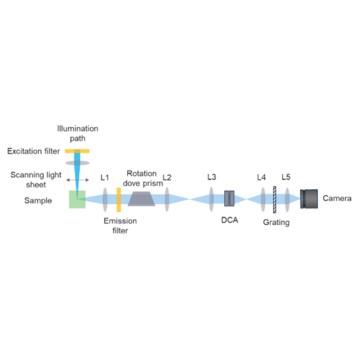 Illumination
path
Excitation filter
Scanning light
sheet
Sample
L1
Emission
filter
Rotation
dove prism
L2
L3
DCA
L4
Grating
L5
Camera